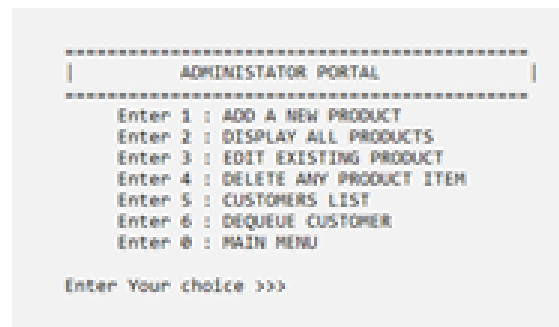 ==============================================
| ADMINISTATOR PORTAL |
==============================================
Enter 1 : ADD A NEW PRODUCT
Enter 2 : DISPLAY ALL PRODUCTS
Enter 3 : EDIT EXISTING PRODUCT
Enter 4 : DELETE ANY PRODUCT ITEM
Enter 5 : CUSTOMERS LIST
Enter 6 : DEQUEUE CUSTOMER
Enter 0 : MAIN MENU
Enter Your choice >>>